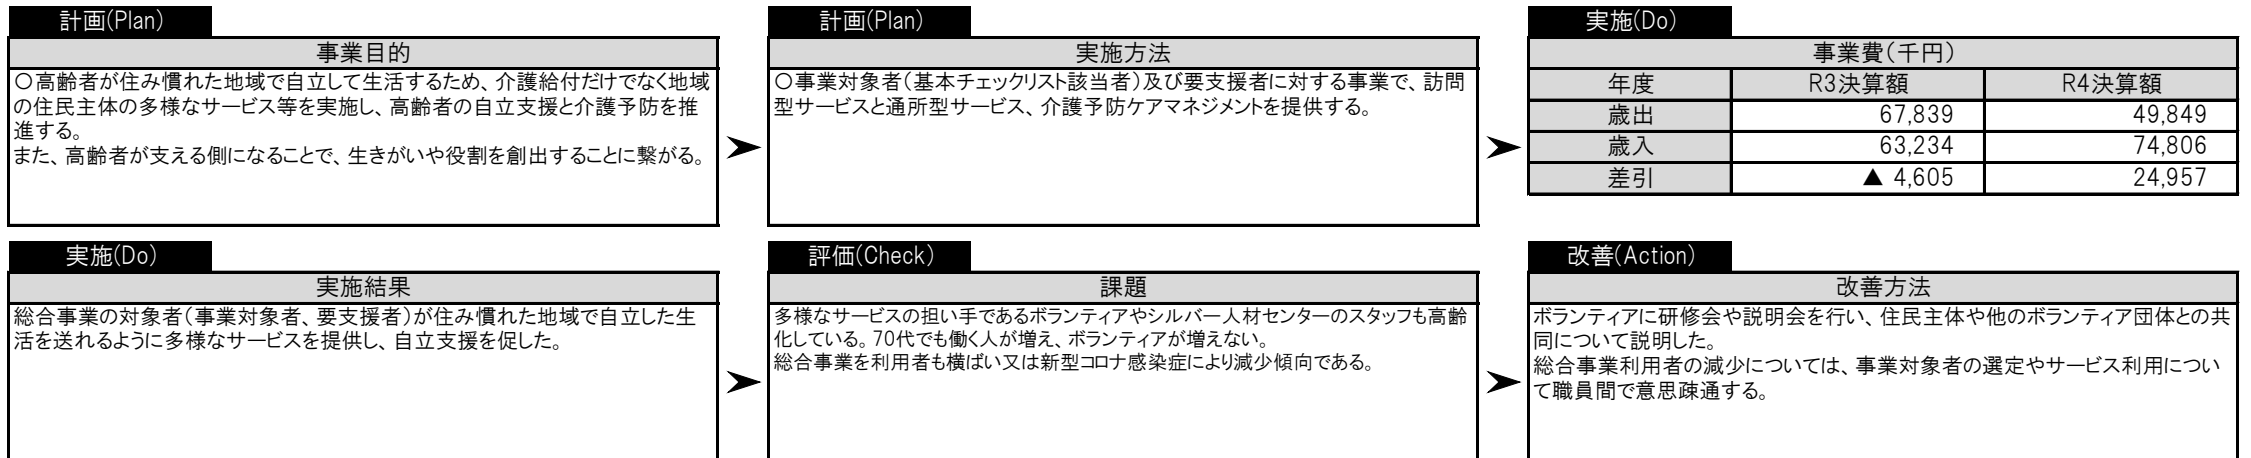 計画(Plan)
事業目的
〇高齢者が住み慣れた地域で自立して生活するため、介護給付だけでなく地域
の住民主体の多様なサービス等を実施し、高齢者の自立支援と介護予防を推
進する。
また、高齢者が支える側になることで、生きがいや役割を創出することに繋がる。
計画(Plan)
実施方法
〇事業対象者（基本チェックリスト該当者）及び要支援者に対する事業で、訪問
型サービスと通所型サービス、介護予防ケアマネジメントを提供する。
実施(Do)
事業費（千円）
年度 R3決算額 R4決算額
歳出 67,839 49,849
歳入 63,234 74,806
差引 ▲ 4,605 24,957
実施(Do)
実施結果
総合事業の対象者（事業対象者、要支援者）が住み慣れた地域で自立した生
活を送れるように多様なサービスを提供し、自立支援を促した。
評価(Check)
課題
多様なサービスの担い手であるボランティアやシルバー人材センターのスタッフも高齢
化している。70代でも働く人が増え、ボランティアが増えない。
総合事業を利用者も横ばい又は新型コロナ感染症により減少傾向である。
改善(Action)
改善方法
ボランティアに研修会や説明会を行い、住民主体や他のボランティア団体との共
同について説明した。
総合事業利用者の減少については、事業対象者の選定やサービス利用につい
て職員間で意思疎通する。